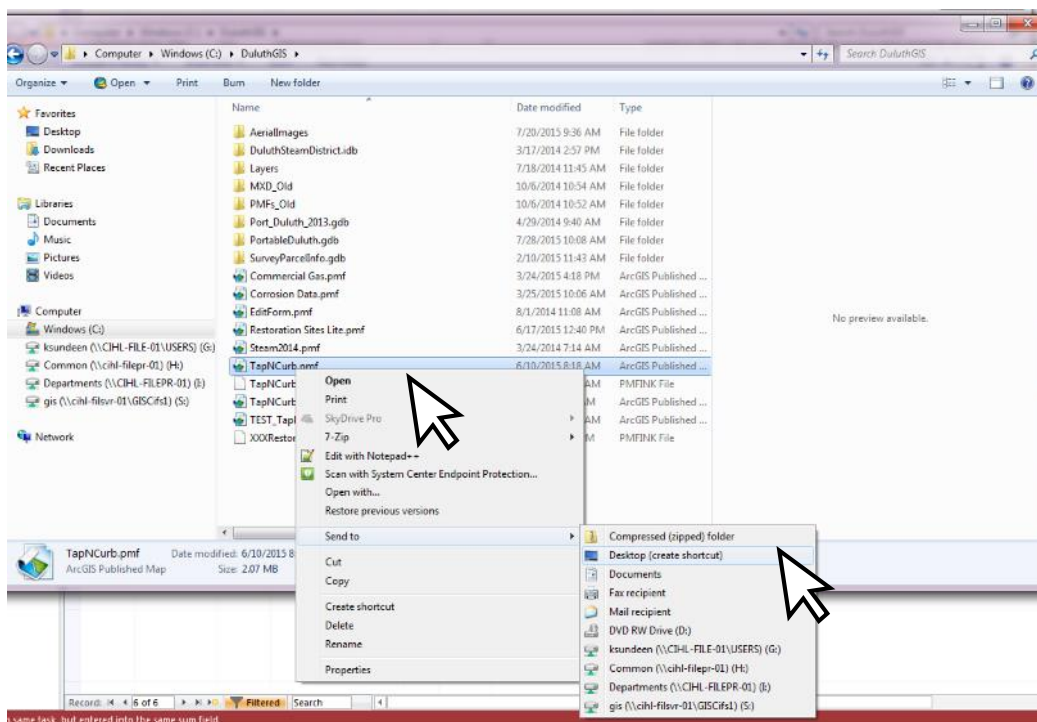 Computer ▸ Windows (C:) ▸ DuluthGIS ▸
Search DuluthGIS
Organize Open Print Burn New folder
Name Date modified Type
Favorites
Desktop
Downloads
Recent Places
Libraries
Documents
Music
Pictures
Videos
Computer
Windows (C:)
ksundeen (\\CIHL-FILE-01\USERS) (G:)
Common (\\cihl-filepr-01) (H:)
Departments (\\CIHL-FILEPR-01) (I:)
gis (\\cihl-filsvr-01\GISCifs1) (S:)
Network
AerialImages 7/20/2015 9:36 AM File folder
DuluthSteamDistrict.idb 3/17/2014 2:57 PM File folder
Layers 7/18/2014 11:45 AM File folder
MXD_Old 10/6/2014 10:54 AM File folder
PMFs_Old 10/6/2014 10:52 AM File folder
Port_Duluth_2013.gdb 4/29/2014 9:40 AM File folder
PortableDuluth.gdb 7/28/2015 10:08 AM File folder
SurveyParcelInfo.gdb 2/10/2015 11:43 AM File folder
Commercial Gas.pmf 3/24/2015 4:18 PM ArcGIS Published ...
Corrosion Data.pmf 3/25/2015 10:06 AM ArcGIS Published ...
EditForm.pmf 8/1/2014 11:08 AM ArcGIS Published ...
Restoration Sites Lite.pmf 6/17/2015 12:40 PM ArcGIS Published ...
Steam2014.pmf 3/24/2014 7:14 AM ArcGIS Published ...
TapNCurb.pmf 6/10/2015 8:18 AM ArcGIS Published ...
TapNCurb AM PMFINK File
TapNCurb AM ArcGIS Published ...
TEST_Tap AM ArcGIS Published ...
XXXRestor M PMFINK File
No preview available.
Open
Print
SkyDrive Pro
7-Zip
Edit with Notepad++
Scan with System Center Endpoint Protection...
Open with...
Restore previous versions
Send to
Cut
Copy
Create shortcut
Delete
Rename
Properties
Compressed (zipped) folder
Desktop (create shortcut)
Documents
Fax recipient
Mail recipient
DVD RW Drive (D:)
ksundeen (\\CIHL-FILE-01\USERS) (G:)
Common (\\cihl-filepr-01) (H:)
Departments (\\CIHL-FILEPR-01) (I:)
gis (\\cihl-filsvr-01\GISCifs1) (S:)
TapNCurb.pmf Date modified: 6/10/2015 8
ArcGIS Published Map Size: 2.07 MB
Record: 6 of 6 Filtered Search
same task, but entered into the same sum field